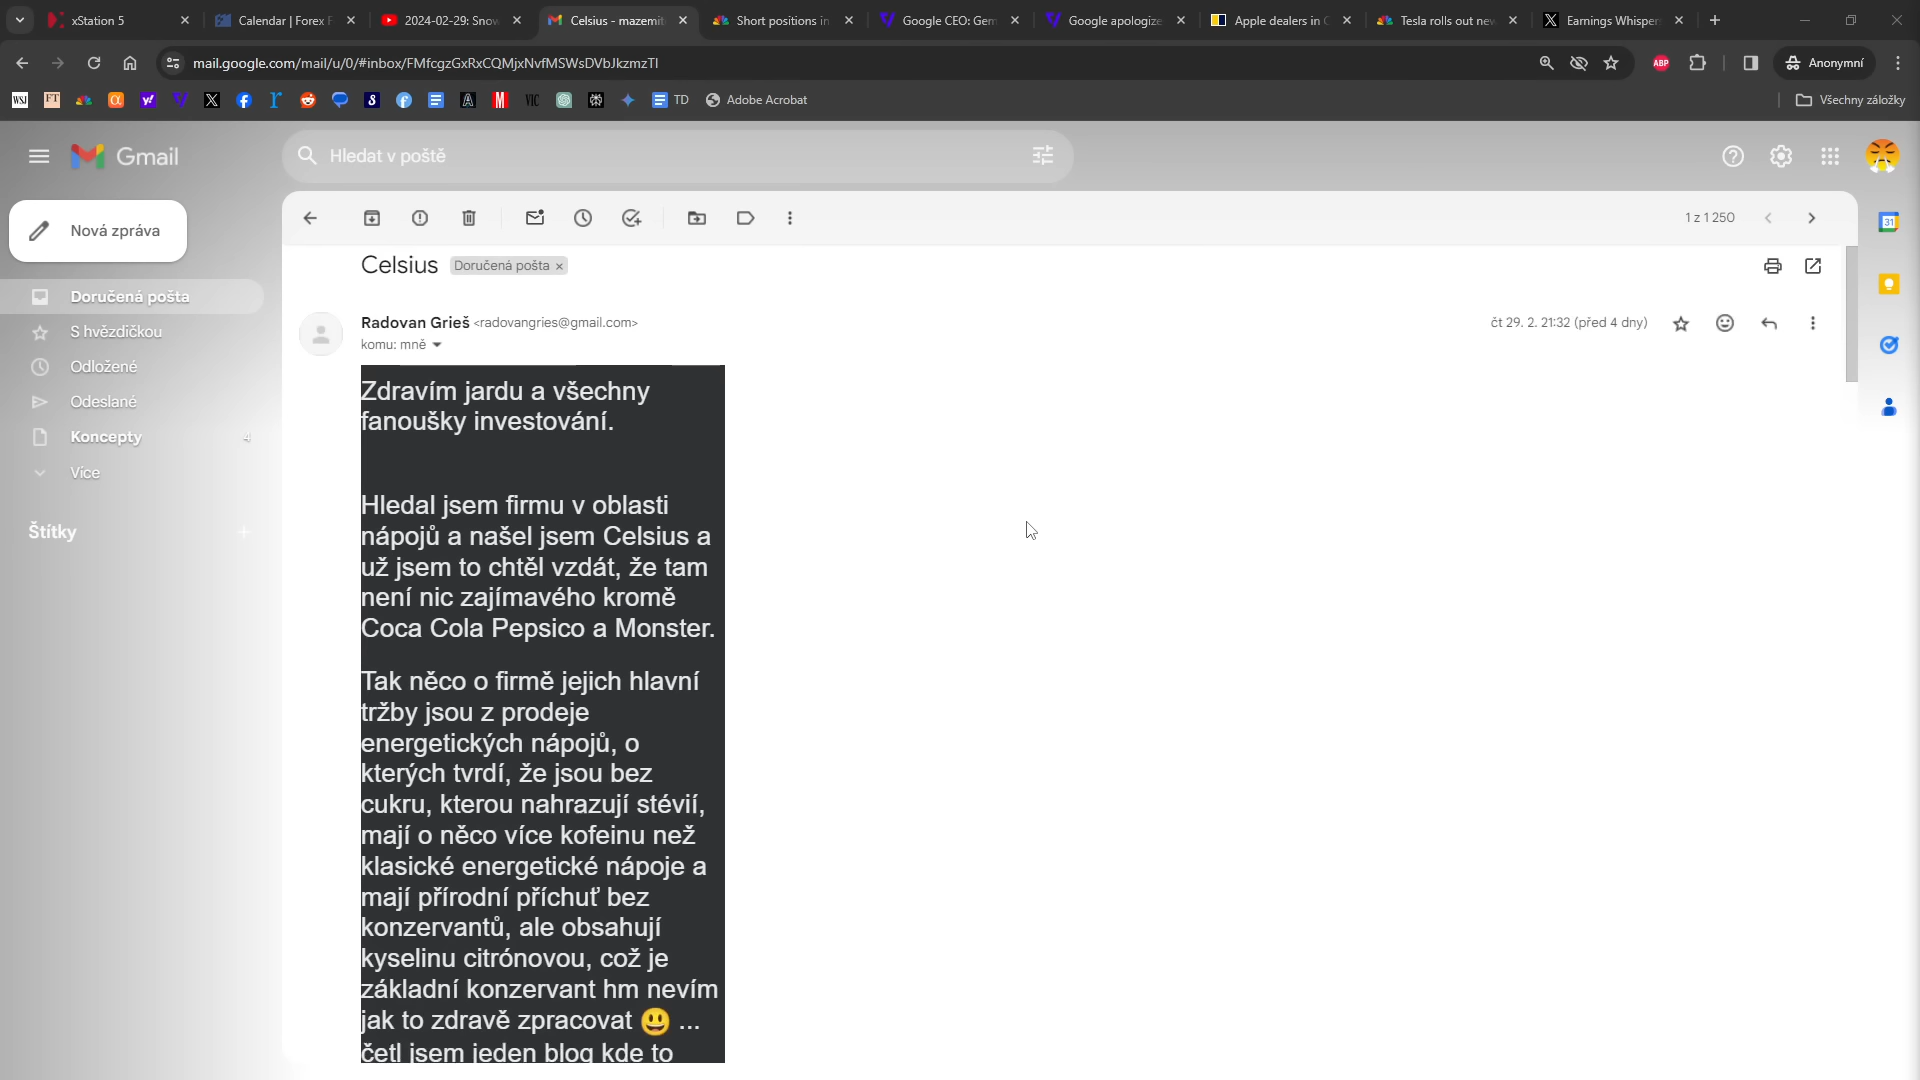 xStation 5
Calendar | Forex F
2024-02-29: Snow
Celsius - mazemit
Short positions in
Google CEO: Gem
Google apologize
Apple dealers in C
Tesla rolls out new
Earnings Whisper
mail.google.com/mail/u/0/#inbox/FMfcgzGxRxCQMjxNvfMSWsDVbJkzmzTl
ABP
Anonymní
WSJ
FT
M
VIC
TD
Adobe Acrobat
Všechny záložky
Gmail
Hledat v poště
Nová zpráva
1 z 1 250
31
Celsius
Doručená pošta ×
Doručená pošta
S hvězdičkou
Odložené
Odeslané
Koncepty
4
Více
Štítky
Radovan Grieš <radovangries@gmail.com>
čt 29. 2. 21:32 (před 4 dny)
komu: mně
Zdravím jardu a všechny
fanoušky investování.
Hledal jsem firmu v oblasti
nápojů a našel jsem Celsius a
už jsem to chtěl vzdát, že tam
není nic zajímavého kromě
Coca Cola Pepsico a Monster.
Tak něco o firmě jejich hlavní
tržby jsou z prodeje
energetických nápojů, o
kterých tvrdí, že jsou bez
cukru, kterou nahrazují stévií,
mají o něco více kofeinu než
klasické energetické nápoje a
mají přírodní příchuť bez
konzervantů, ale obsahují
kyselinu citrónovou, což je
základní konzervant hm nevím
jak to zdravě zpracovat 😃 ...
četl jsem jeden blog kde to